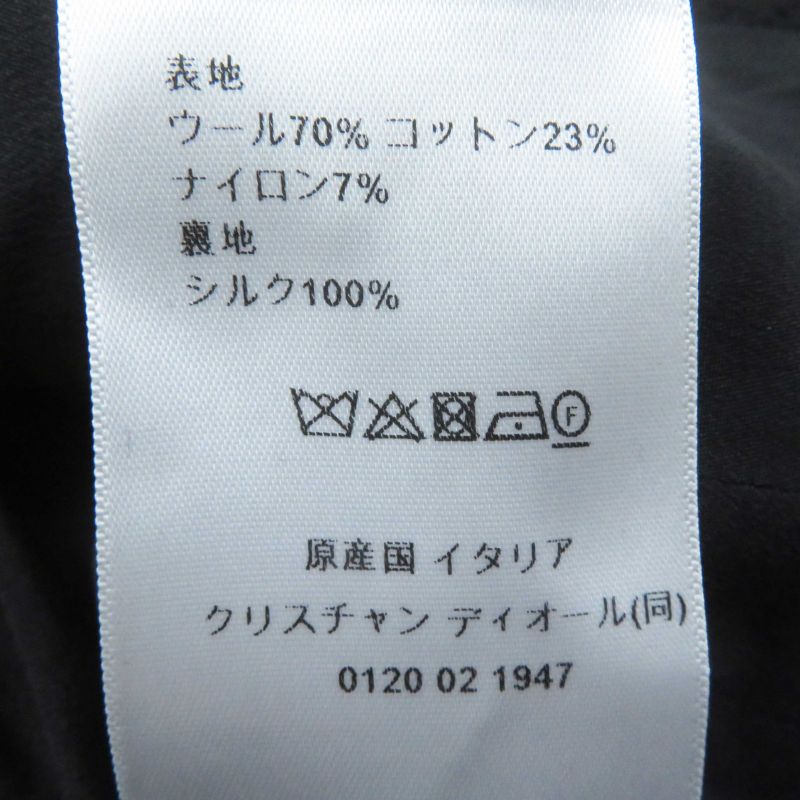 表地
ウール70% コットン23%
ナイロン7%
裏地
シルク100%
F
原産国 イタリア
クリスチャン ディオール(同)
0120 02 1947